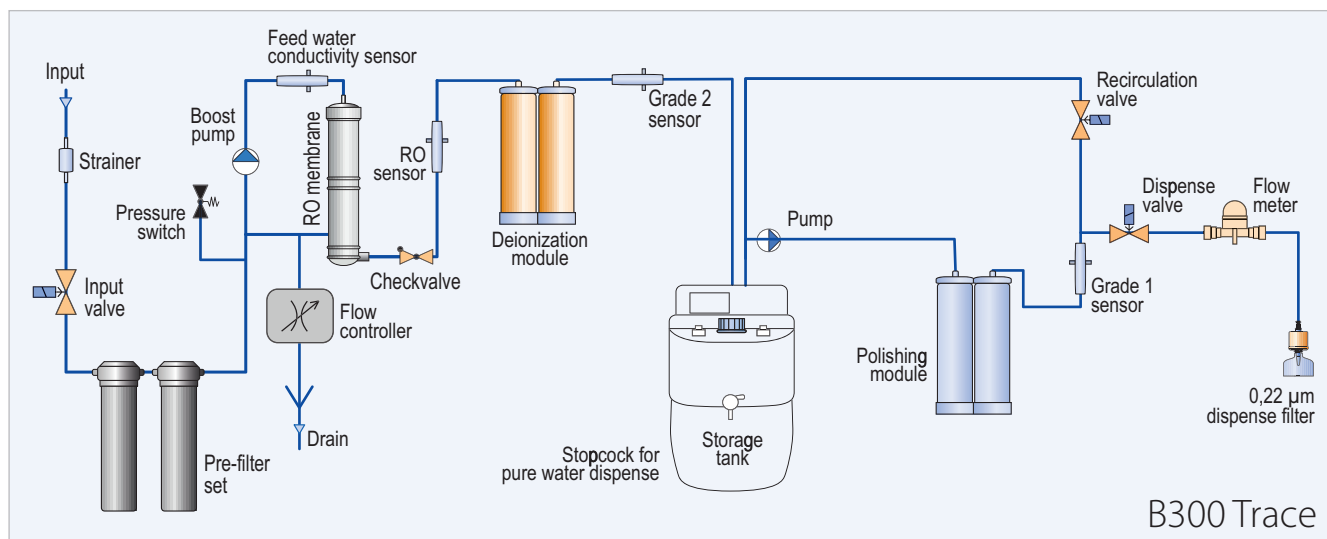 Input
Strainer
Pressure
switch
Input
valve
Pre-filter
set
Boost
pump
Feed water
conductivity sensor
RO membrane
Flow
controller
Drain
Checkvalve
RO
sensor
Deionization
module
Grade 2
sensor
Storage
tank
Stopcock for
pure water dispense
Pump
Polishing
module
Grade 1
sensor
Recirculation
valve
Dispense
valve
Flow
meter
0,22 µm
dispense filter
B300 Trace